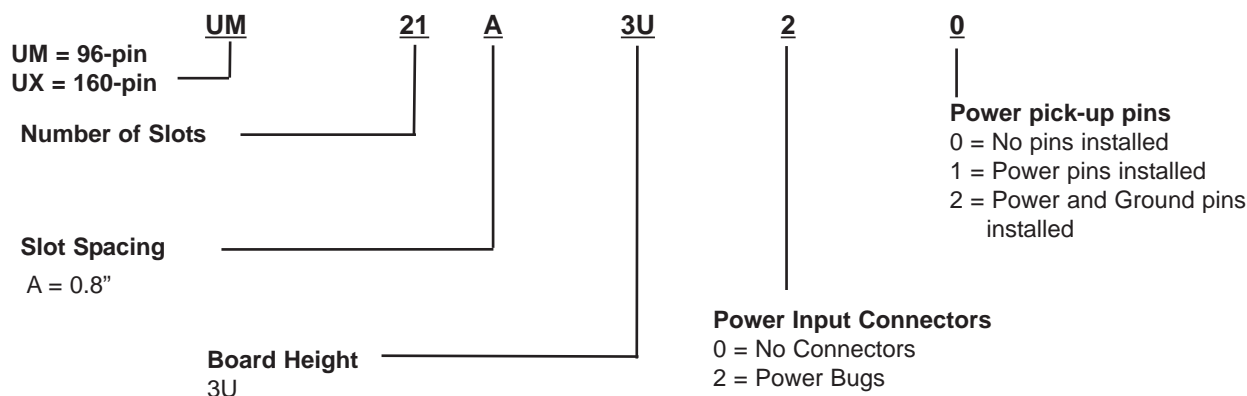 UM 21 A 3U 2 0
UM = 96-pin
UX = 160-pin
Number of Slots
Slot Spacing
A = 0.8”
Board Height
3U
Power Input Connectors
0 = No Connectors
2 = Power Bugs
Power pick-up pins
0 = No pins installed
1 = Power pins installed
2 = Power and Ground pins
installed